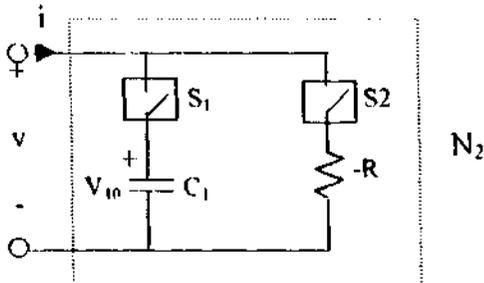 i
+
S₁
S2
v
N₂
+
V₁₀
C₁
-R
-